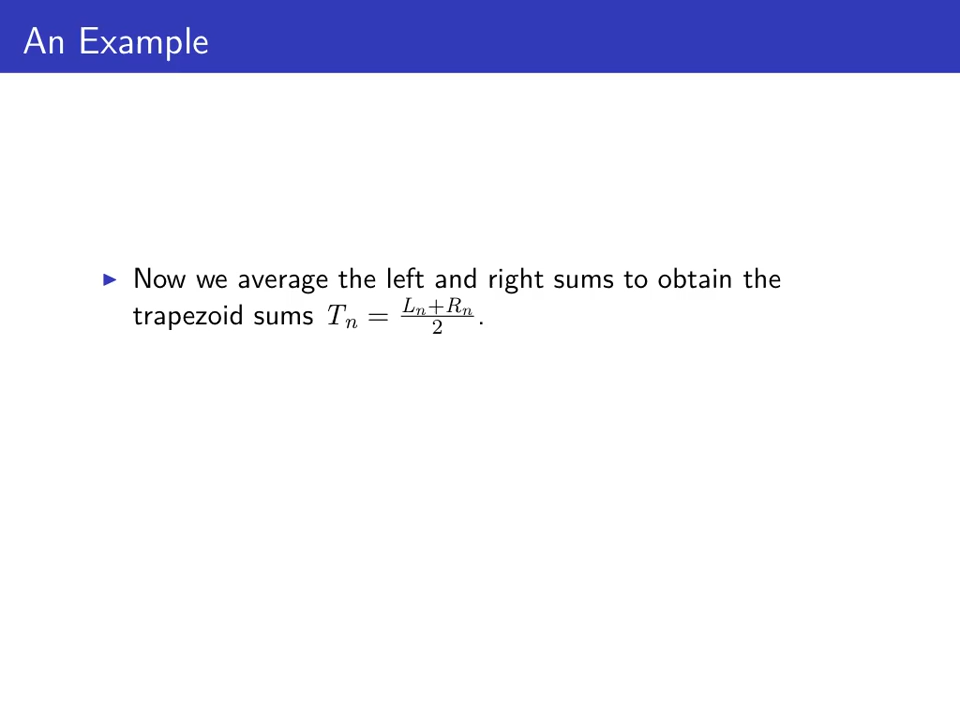 An Example
▶ Now we average the left and right sums to obtain the
trapezoid sums $T_n = \frac{L_n+R_n}{2}$.